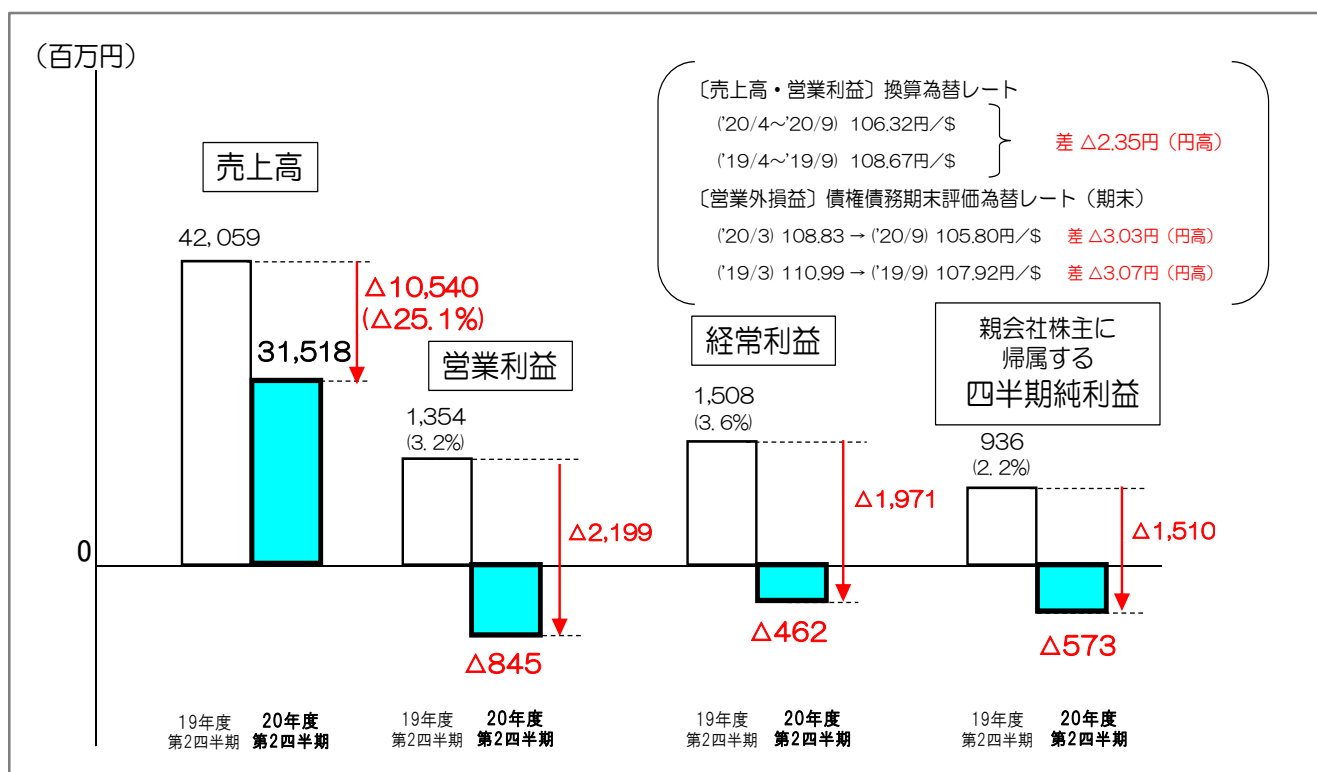 (百万円)
〔売上高・営業利益〕換算為替レート
('20/4~'20/9) 106.32円/$
('19/4~'19/9) 108.67円/$
差 △2.35円(円高)
〔営業外損益〕債権債務期末評価為替レート(期末)
('20/3) 108.83 → ('20/9) 105.80円/$ 差 △3.03円(円高)
('19/3) 110.99 → ('19/9) 107.92円/$ 差 △3.07円(円高)
売上高
42,059
△10,540
(△25.1%)
31,518
営業利益
1,354
(3.2%)
△2,199
△845
経常利益
1,508
(3.6%)
△1,971
△462
親会社株主に
帰属する
四半期純利益
936
(2.2%)
△1,510
△573
0
19年度
第2四半期
20年度
第2四半期
19年度
第2四半期
20年度
第2四半期
19年度
第2四半期
20年度
第2四半期
19年度
第2四半期
20年度
第2四半期